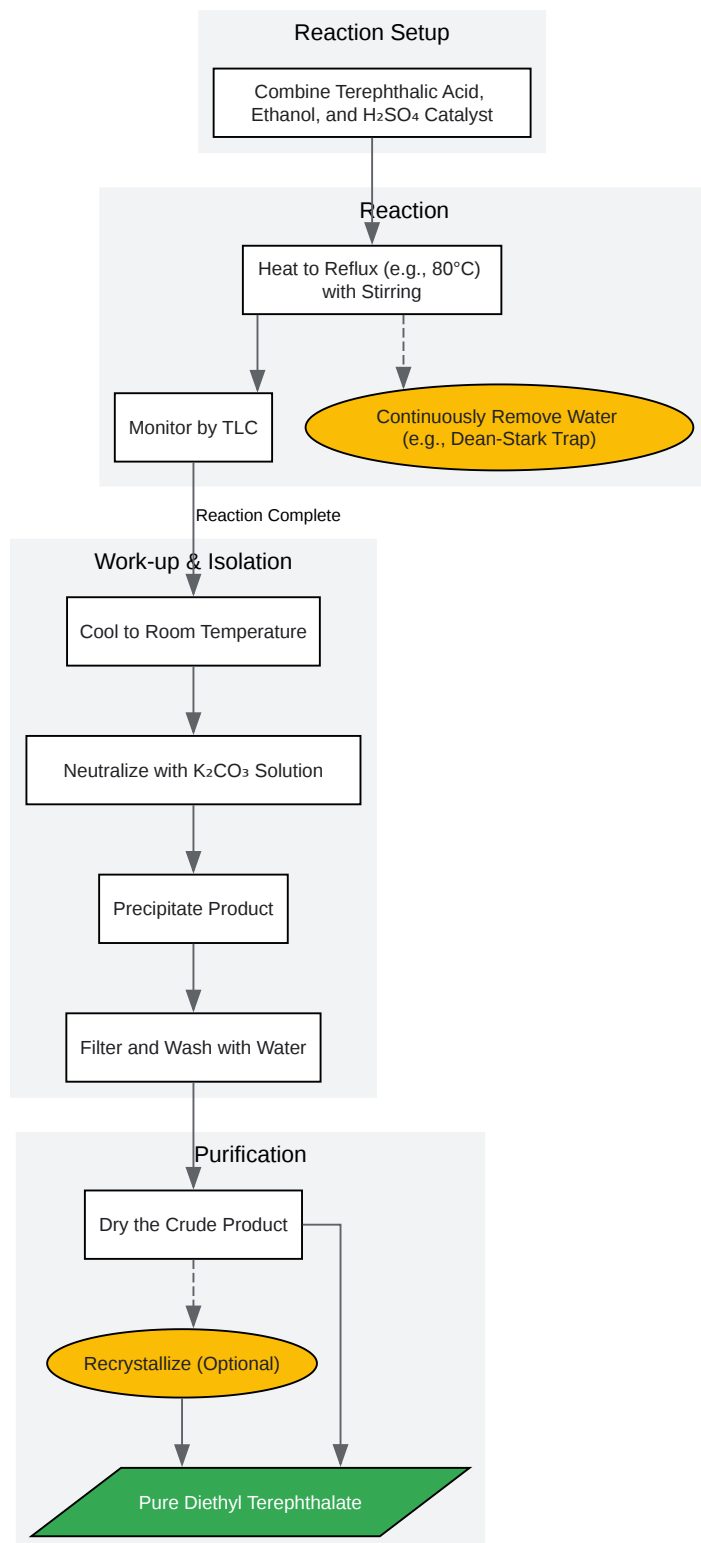 Reaction Setup
Combine Terephthalic Acid,
Ethanol, and H₂SO₄ Catalyst
Reaction
Heat to Reflux (e.g., 80°C)
with Stirring
Monitor by TLC
Continuously Remove Water
(e.g., Dean-Stark Trap)
Reaction Complete
Work-up & Isolation
Cool to Room Temperature
Neutralize with K₂CO₃ Solution
Precipitate Product
Filter and Wash with Water
Purification
Dry the Crude Product
Recrystallize (Optional)
Pure Diethyl Terephthalate